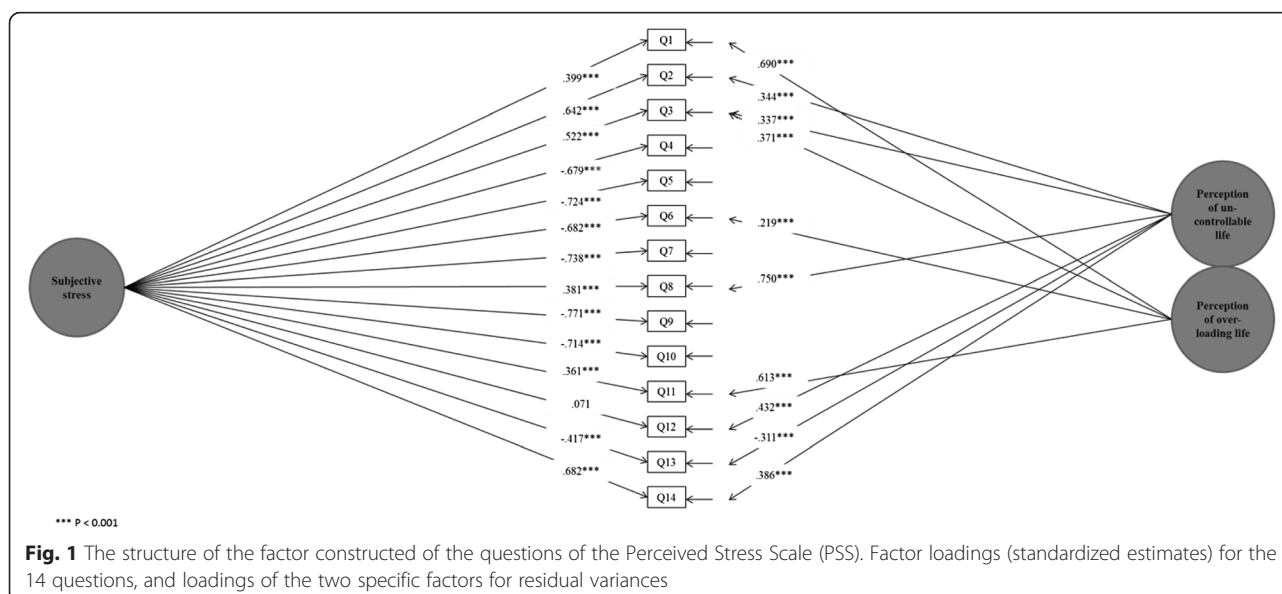 Q1
.690***
.399***
Q2
.344***
.642***
Q3
.337***
.522***
.371***
Q4
-.679***
Q5
-.724***
Q6
.219***
-.682***
Q7
-.738***
Q8
.750***
.381***
Q9
-.771***
Q10
-.714***
Q11
.613***
.361***
Q12
.432***
.071
Q13
-.311***
-.417***
Q14
.386***
.682***
Subjective
stress
Perception
of un-
controllable
life
Perception
of over-
loading life
*** P < 0.001
Fig. 1 The structure of the factor constructed of the questions of the Perceived Stress Scale (PSS). Factor loadings (standardized estimates) for the
14 questions, and loadings of the two specific factors for residual variances